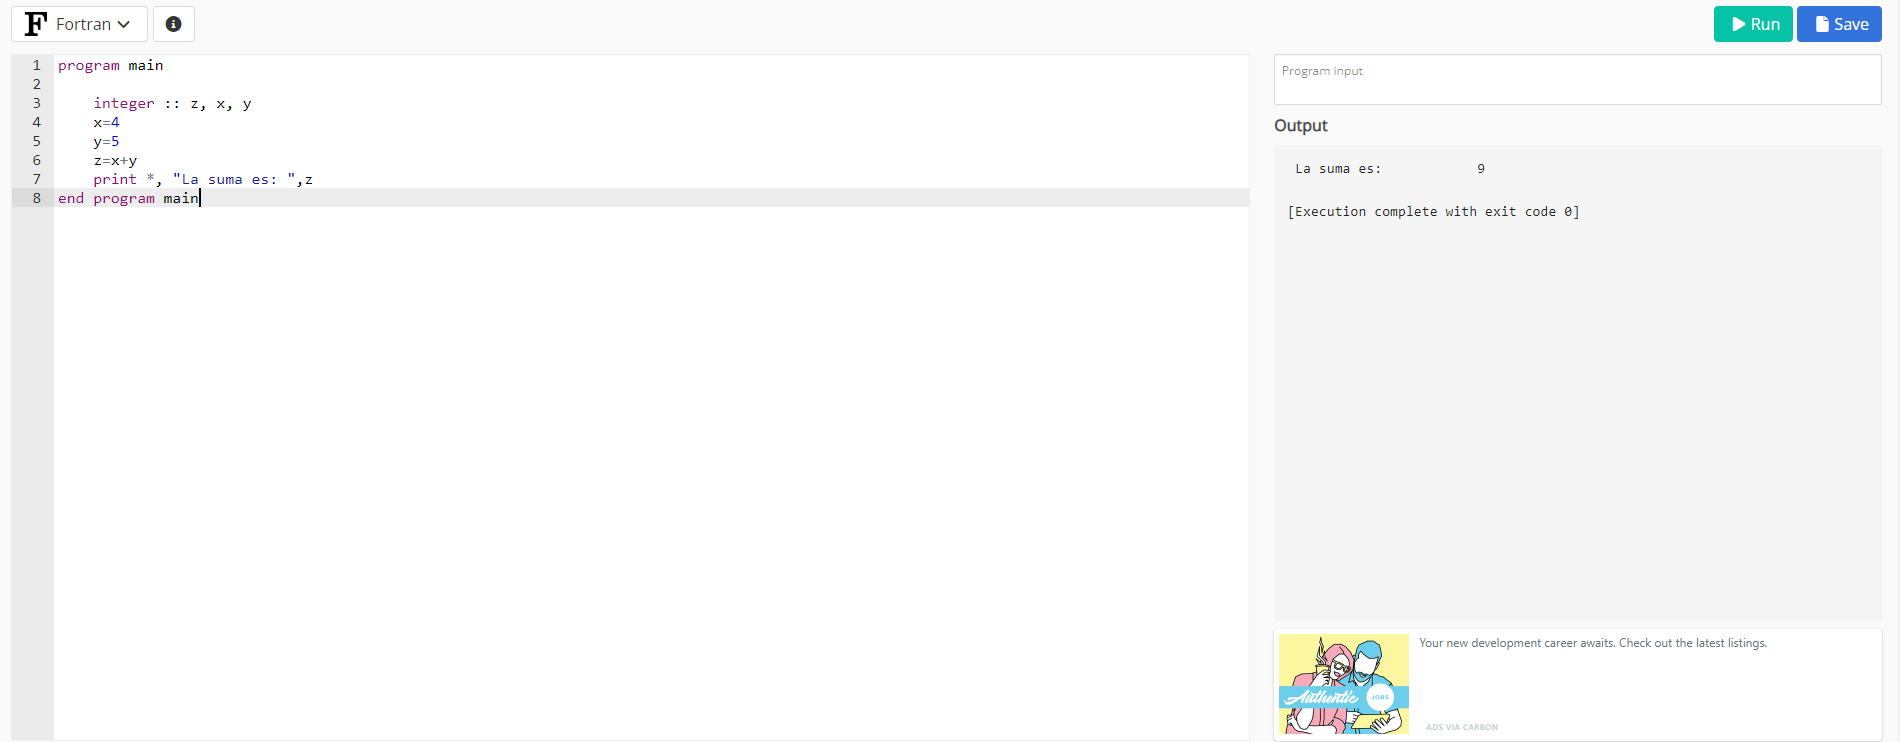 F Fortran
Run Save
1 program main
2
3     integer :: z, x, y
4     x=4
5     y=5
6     z=x+y
7     print *, "La suma es: ",z
8 end program main
Program input
Output
La suma es:            9
[Execution complete with exit code 0]
Authentic JOBS
Your new development career awaits. Check out the latest listings.
ADS VIA CARBON